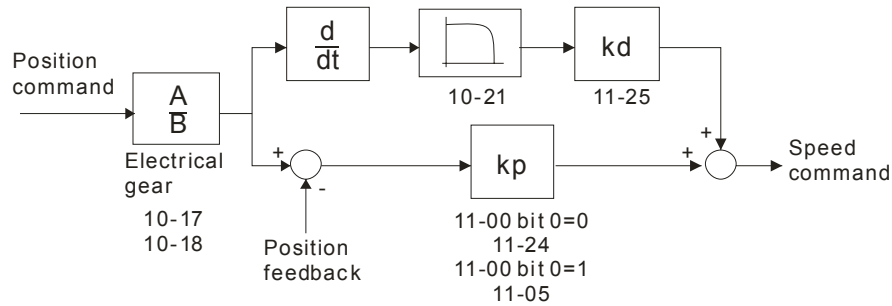 Position
command
A
B
Electrical
gear
10-17
10-18
d
dt
10-21
kd
11-25
+
-
Position
feedback
kp
11-00 bit 0=0
11-24
11-00 bit 0=1
11-05
+
+
Speed
command